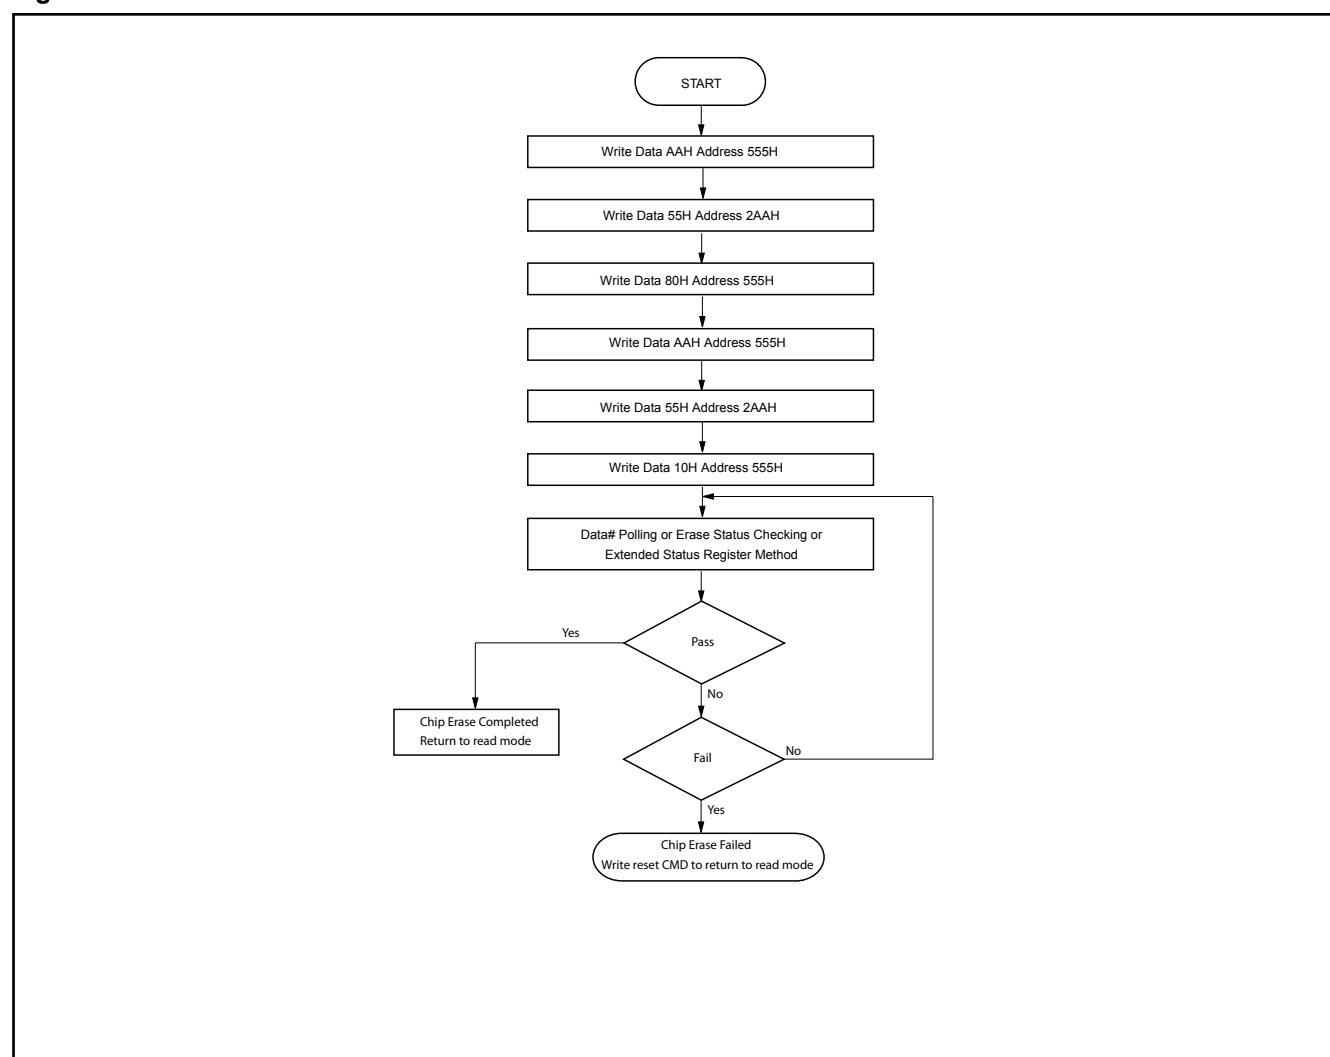 START
Write Data AAH Address 555H
Write Data 55H Address 2AAH
Write Data 80H Address 555H
Write Data AAH Address 555H
Write Data 55H Address 2AAH
Write Data 10H Address 555H
Data# Polling or Erase Status Checking or
Extended Status Register Method
Yes
Pass
No
Chip Erase Completed
Return to read mode
Fail
No
Yes
Chip Erase Failed
Write reset CMD to return to read mode